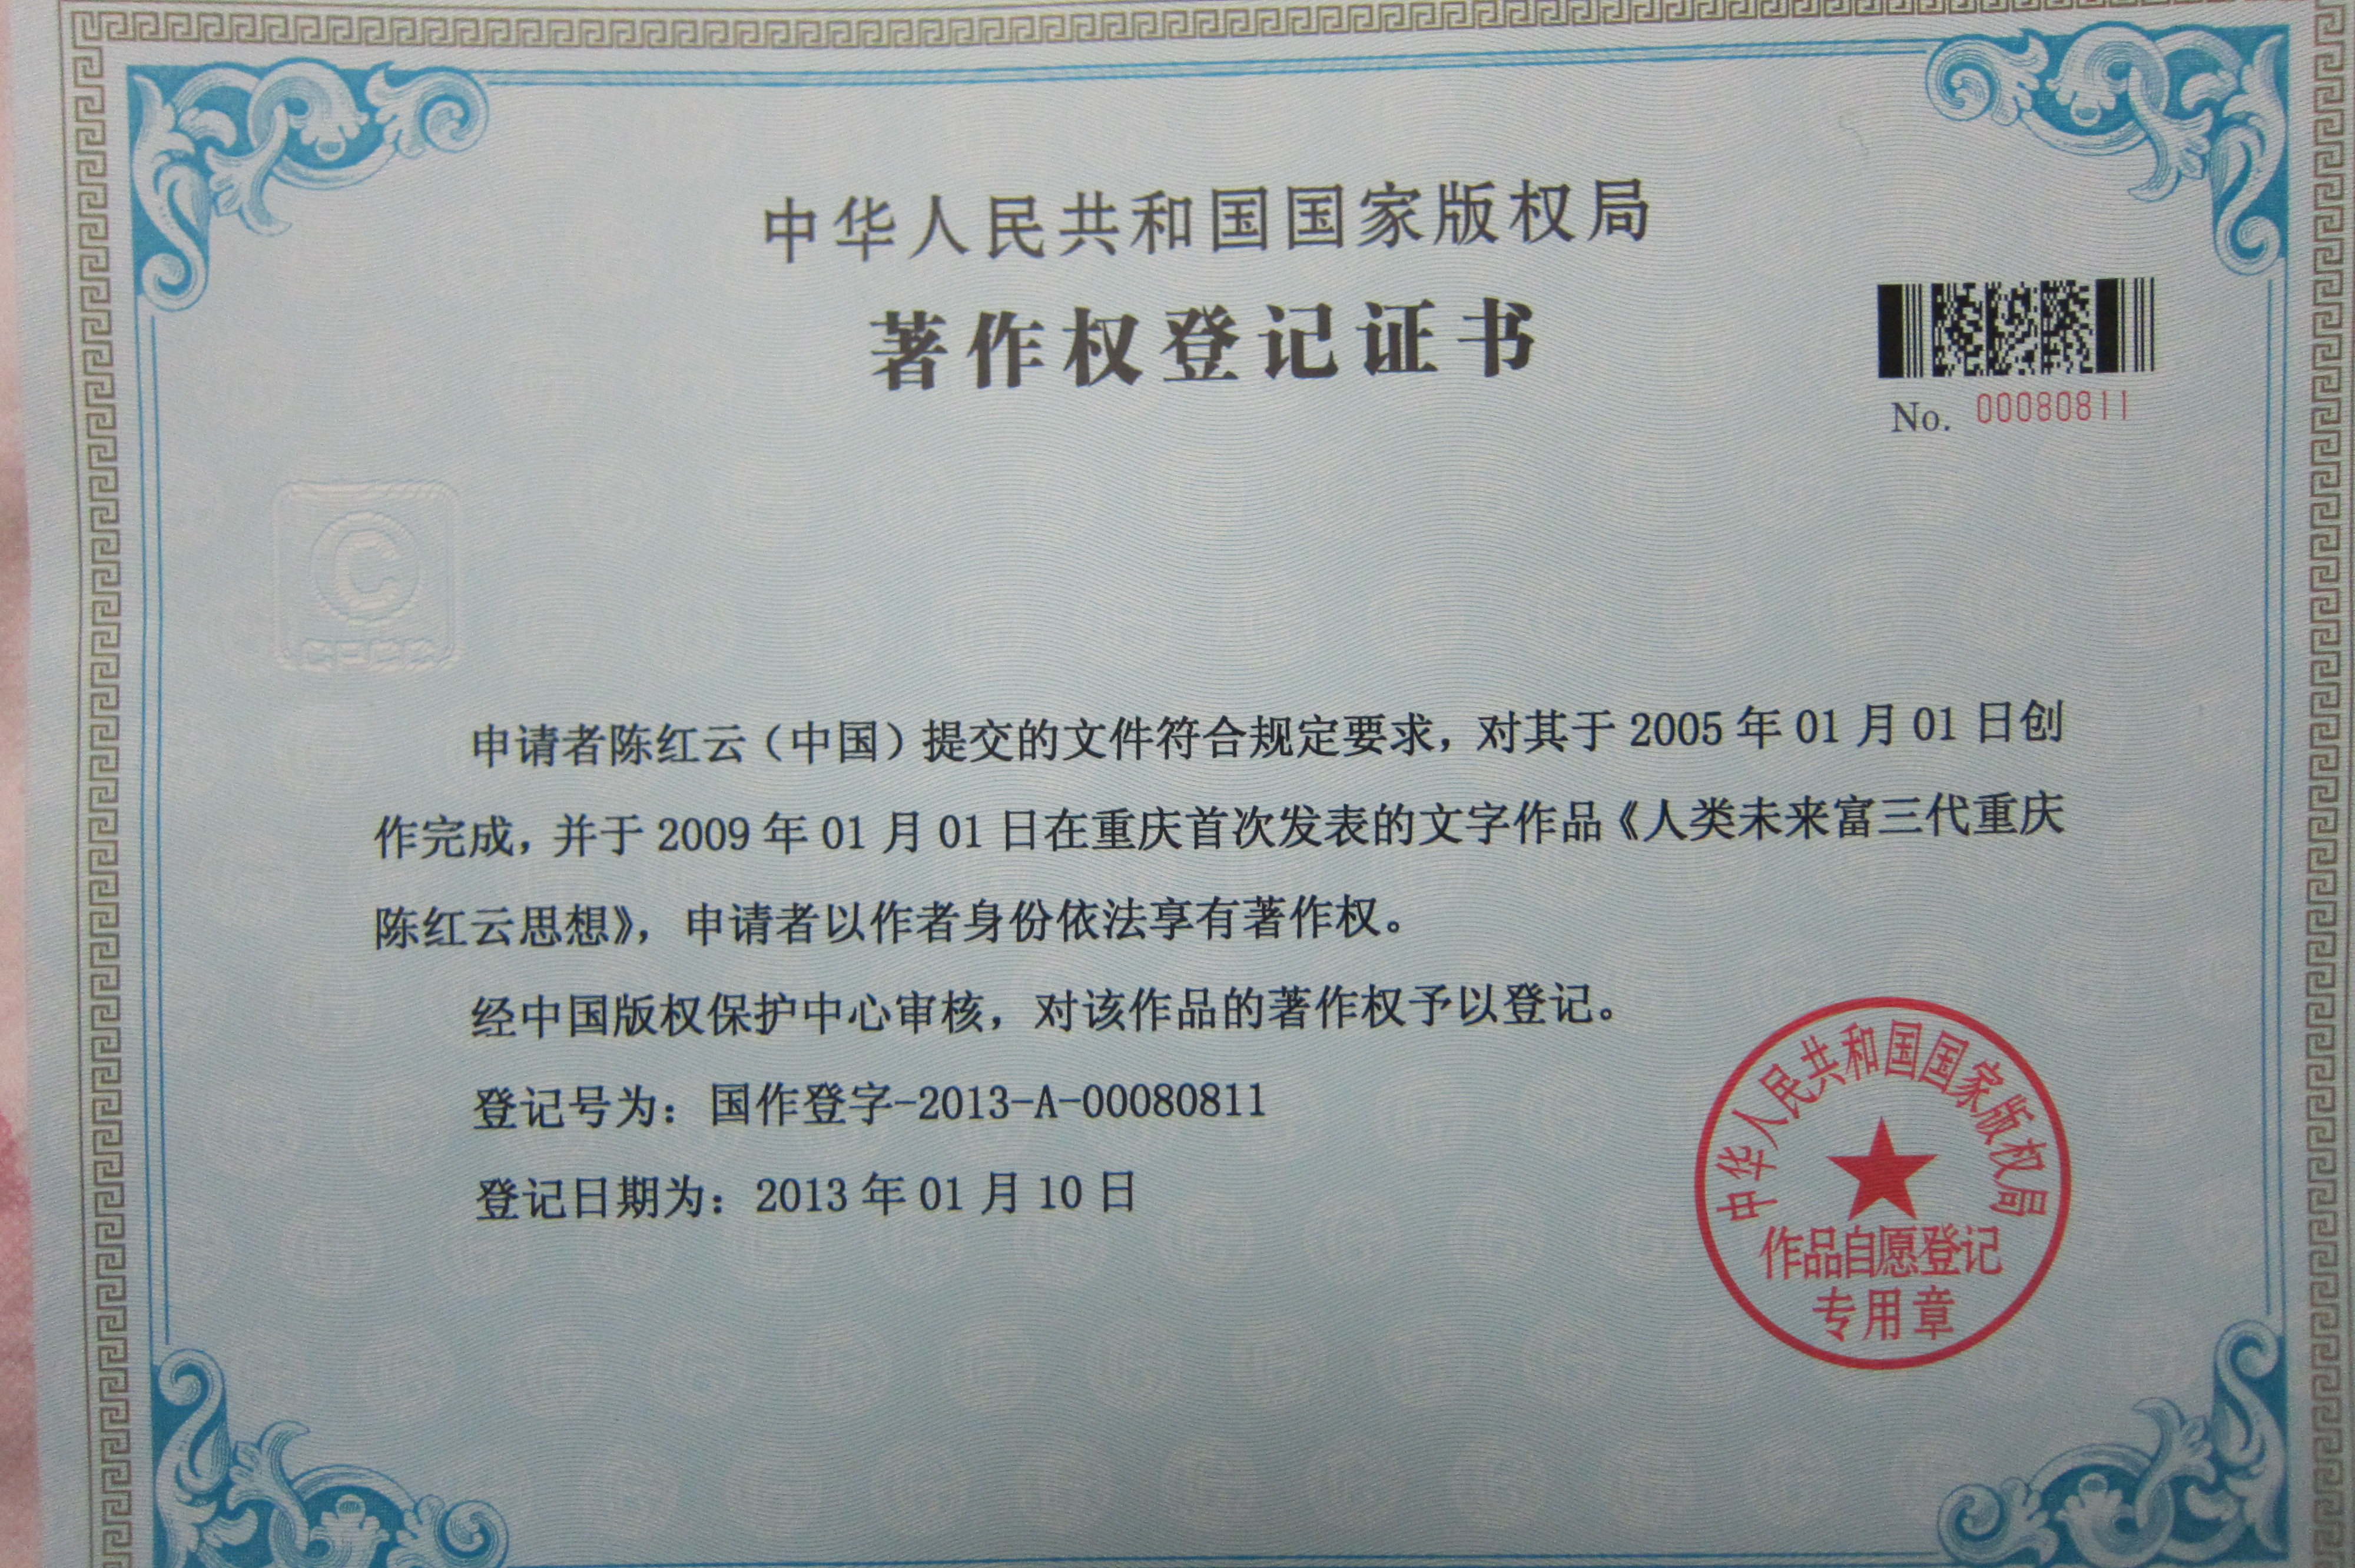 中华人民共和国国家版权局
著作权登记证书
No. 00080811
申请者陈红云（中国）提交的文件符合规定要求，对其于 2005 年 01 月 01 日创
作完成，并于 2009 年 01 月 01 日在重庆首次发表的文字作品《人类未来富三代重庆
陈红云思想》，申请者以作者身份依法享有著作权。
经中国版权保护中心审核，对该作品的著作权予以登记。
登记号为：国作登字-2013-A-00080811
登记日期为：2013 年 01 月 10 日
中华人民共和国国家版权局
作品自愿登记
专用章